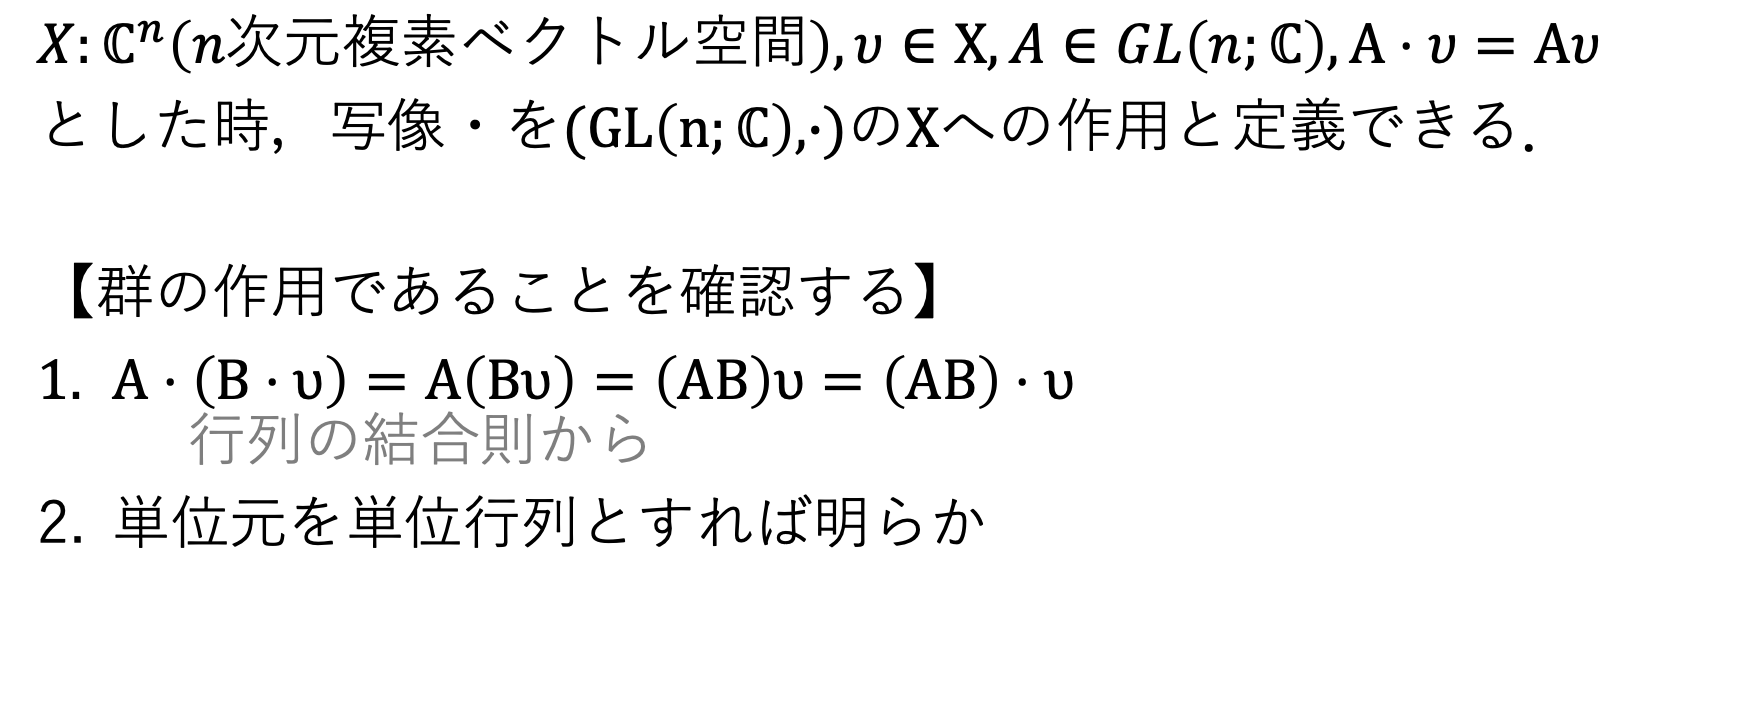 X: ℂⁿ(n次元複素ベクトル空間), υ ∈ X, A ∈ GL(n; ℂ), A · υ = Aυ
とした時，写像・を(GL(n; ℂ),·)のXへの作用と定義できる．
【群の作用であることを確認する】
1. A · (B · υ) = A(Bυ) = (AB)υ = (AB) · υ
行列の結合則から
2. 単位元を単位行列とすれば明らか